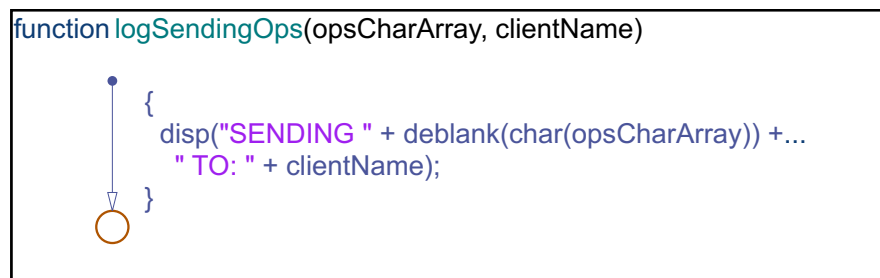 function logSendingOps(opsCharArray, clientName)
{
disp("SENDING " + deblank(char(opsCharArray)) +...
" TO: " + clientName);
}